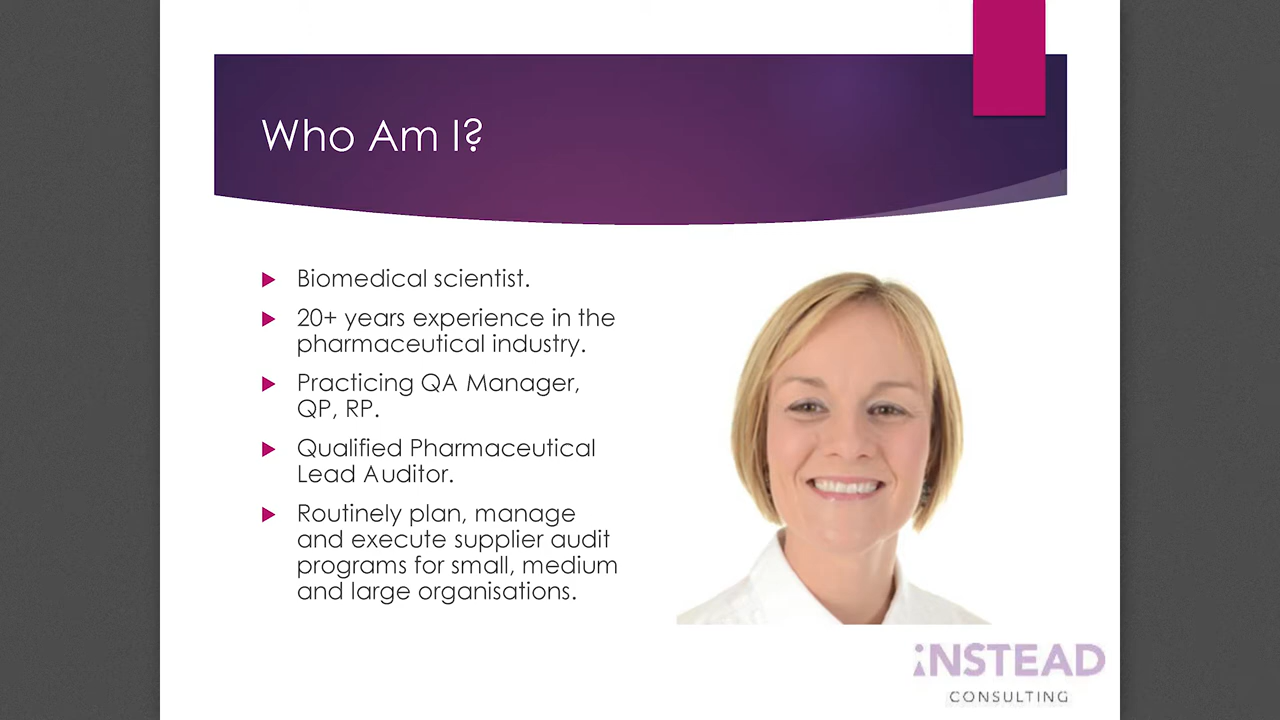 Who Am I?
Biomedical scientist.
20+ years experience in the
pharmaceutical industry.
Practicing QA Manager,
QP, RP.
Qualified Pharmaceutical
Lead Auditor.
Routinely plan, manage
and execute supplier audit
programs for small, medium
and large organisations.
iNSTEAD
CONSULTING